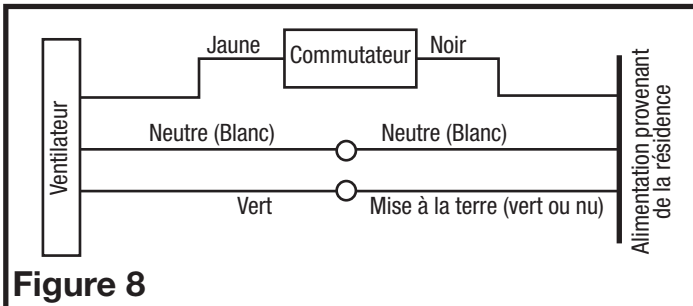 Jaune
Commutateur
Noir
Ventilateur
Neutre (Blanc)
Neutre (Blanc)
Vert
Mise à la terre (vert ou nu)
Alimentation provenant
de la résidence
Figure 8